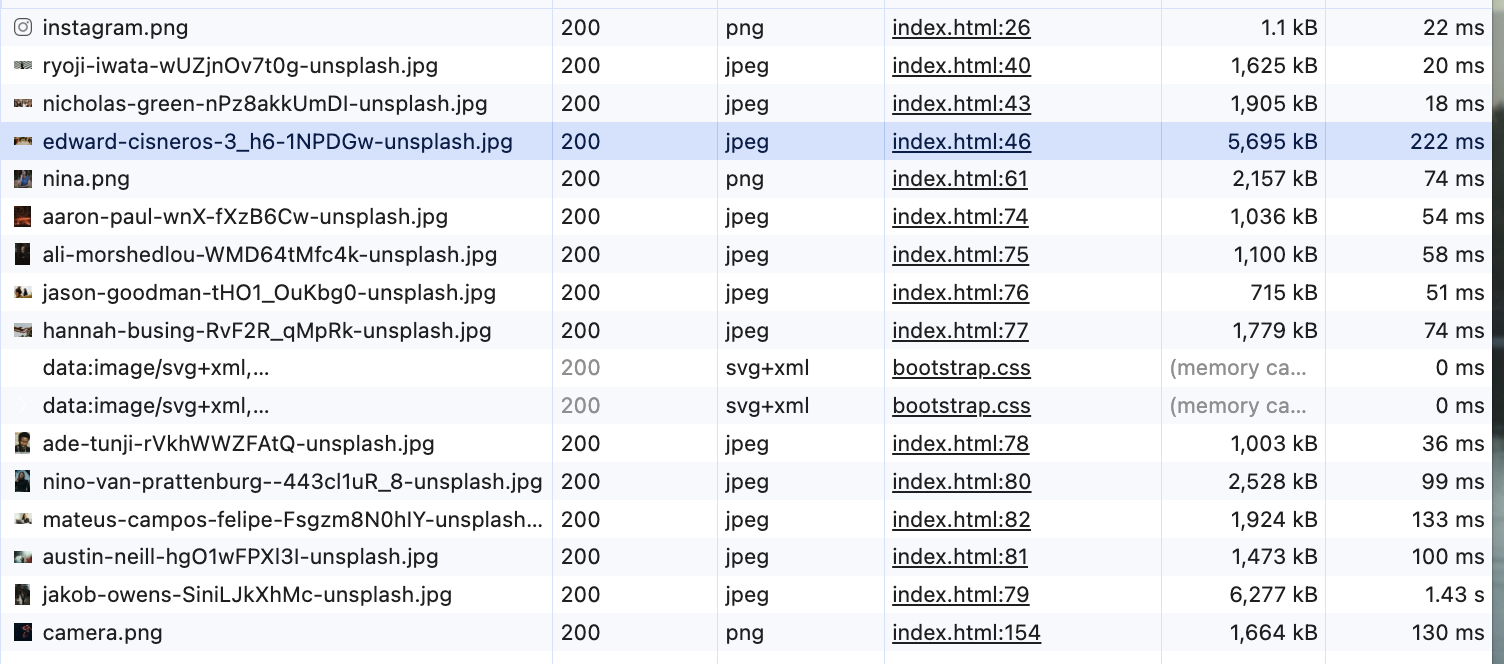 instagram.png 200 png index.html:26 1.1 kB 22 ms
ryoji-iwata-wUZjnOv7t0g-unsplash.jpg 200 jpeg index.html:40 1,625 kB 20 ms
nicholas-green-nPz8akkUmDI-unsplash.jpg 200 jpeg index.html:43 1,905 kB 18 ms
edward-cisneros-3_h6-1NPDGw-unsplash.jpg 200 jpeg index.html:46 5,695 kB 222 ms
nina.png 200 png index.html:61 2,157 kB 74 ms
aaron-paul-wnX-fXzB6Cw-unsplash.jpg 200 jpeg index.html:74 1,036 kB 54 ms
ali-morshedlou-WMD64tMfc4k-unsplash.jpg 200 jpeg index.html:75 1,100 kB 58 ms
jason-goodman-tHO1_OuKbg0-unsplash.jpg 200 jpeg index.html:76 715 kB 51 ms
hannah-busing-RvF2R_qMpRk-unsplash.jpg 200 jpeg index.html:77 1,779 kB 74 ms
data:image/svg+xml,... 200 svg+xml bootstrap.css (memory ca... 0 ms
data:image/svg+xml,... 200 svg+xml bootstrap.css (memory ca... 0 ms
ade-tunji-rVkhWWZFAtQ-unsplash.jpg 200 jpeg index.html:78 1,003 kB 36 ms
nino-van-prattenburg--443cl1uR_8-unsplash.jpg 200 jpeg index.html:80 2,528 kB 99 ms
mateus-campos-felipe-Fsgzm8N0hIY-unsplash... 200 jpeg index.html:82 1,924 kB 133 ms
austin-neill-hgO1wFPXl3I-unsplash.jpg 200 jpeg index.html:81 1,473 kB 100 ms
jakob-owens-SiniLJkXhMc-unsplash.jpg 200 jpeg index.html:79 6,277 kB 1.43 s
camera.png 200 png index.html:154 1,664 kB 130 ms